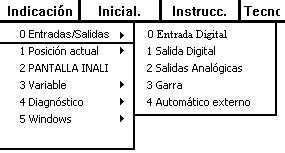 Indicación Inicial. Instrucc. Tecno
0 Entradas/Salidas
1 Posición actual
2 PANTALLA INALI
3 Variable
4 Diagnóstico
5 Windows
0 Entrada Digital
1 Salida Digital
2 Salidas Analógicas
3 Garra
4 Automático externo